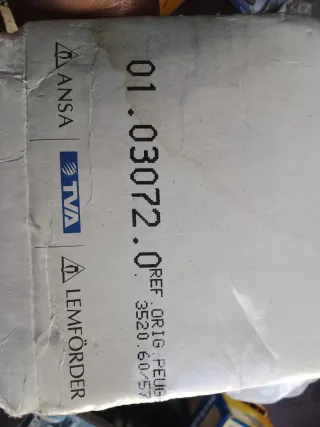 01.03072.0
REF.ORIG.PEUG
3520.60/57
ANSA
TVA
LEMFÖRDER